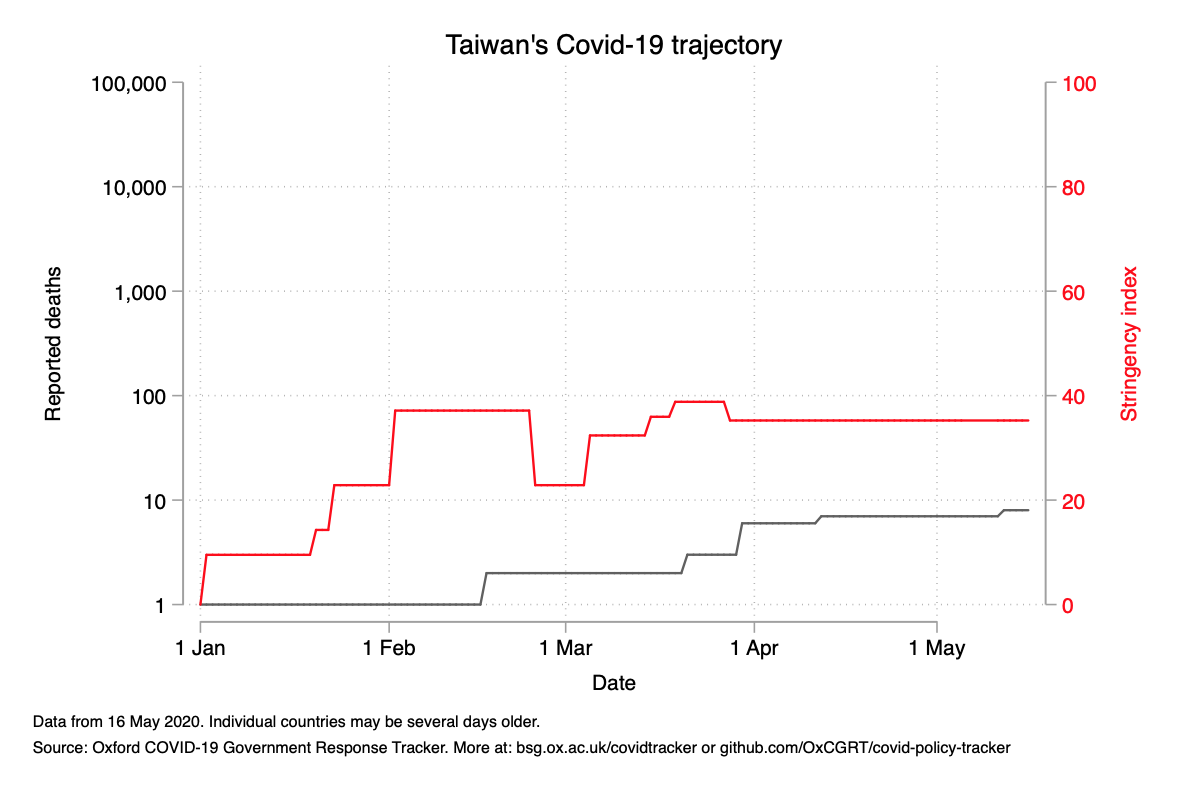 Taiwan's Covid-19 trajectory
100,000
10,000
1,000
100
10
1
Reported deaths
100
80
60
40
20
0
Stringency index
1 Jan
1 Feb
1 Mar
1 Apr
1 May
Date
Data from 16 May 2020. Individual countries may be several days older.
Source: Oxford COVID-19 Government Response Tracker. More at: bsg.ox.ac.uk/covidtracker or github.com/OxCGRT/covid-policy-tracker